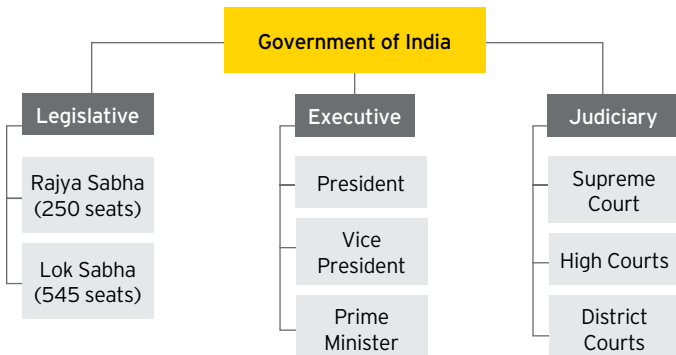 Government of India
Legislative
Rajya Sabha
(250 seats)
Lok Sabha
(545 seats)
Executive
President
Vice
President
Prime
Minister
Judiciary
Supreme
Court
High Courts
District
Courts